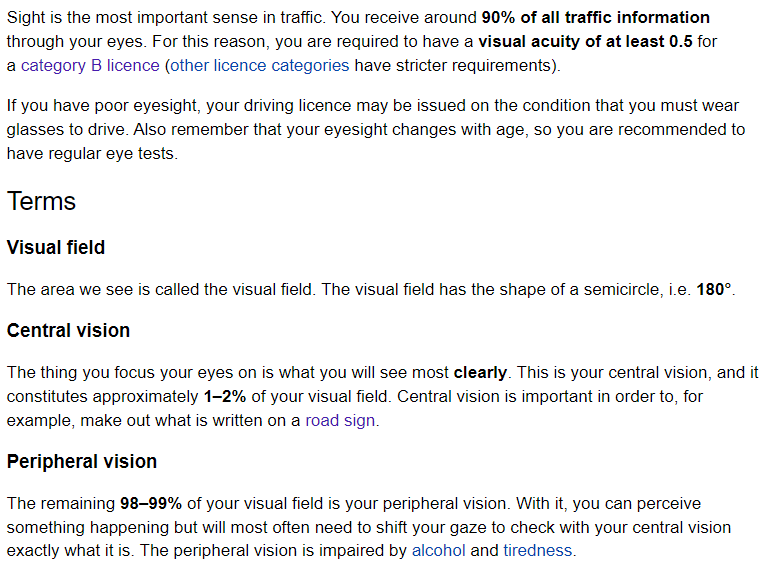 Sight is the most important sense in traffic. You receive around 90% of all traffic information
through your eyes. For this reason, you are required to have a visual acuity of at least 0.5 for
a category B licence (other licence categories have stricter requirements).
If you have poor eyesight, your driving licence may be issued on the condition that you must wear
glasses to drive. Also remember that your eyesight changes with age, so you are recommended to
have regular eye tests.
Terms
Visual field
The area we see is called the visual field. The visual field has the shape of a semicircle, i.e. 180°.
Central vision
The thing you focus your eyes on is what you will see most clearly. This is your central vision, and it
constitutes approximately 1–2% of your visual field. Central vision is important in order to, for
example, make out what is written on a road sign.
Peripheral vision
The remaining 98–99% of your visual field is your peripheral vision. With it, you can perceive
something happening but will most often need to shift your gaze to check with your central vision
exactly what it is. The peripheral vision is impaired by alcohol and tiredness.